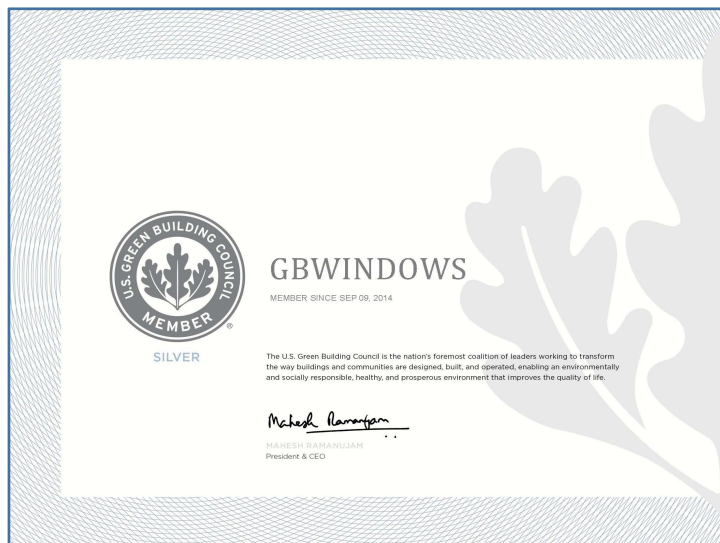 U.S. GREEN BUILDING COUNCIL
MEMBER
®
SILVER
GBWINDOWS
MEMBER SINCE SEP 09, 2014
The U.S. Green Building Council is the nation's foremost coalition of leaders working to transform
the way buildings and communities are designed, built, and operated, enabling an environmentally
and socially responsible, healthy, and prosperous environment that improves the quality of life.
Mahesh Ramanujam
MAHESH RAMANUJAM
President & CEO